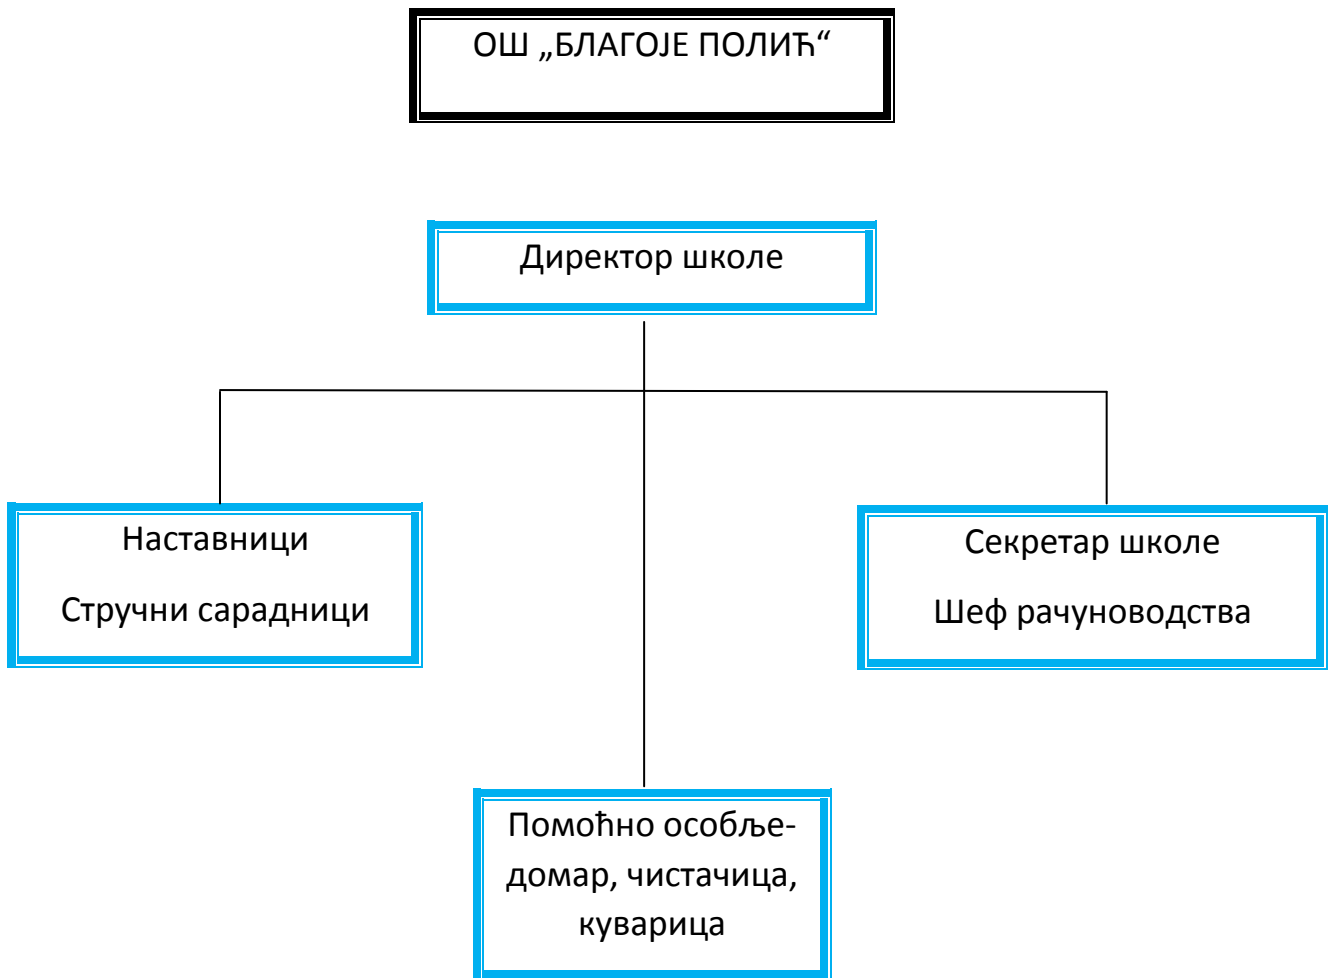 ОШ „БЛАГОЈЕ ПОЛИЋ“
Директор школе
Наставници
Стручни сарадници
Секретар школе
Шеф рачуноводства
Помоћно особље-
домар, чистачица,
куварица